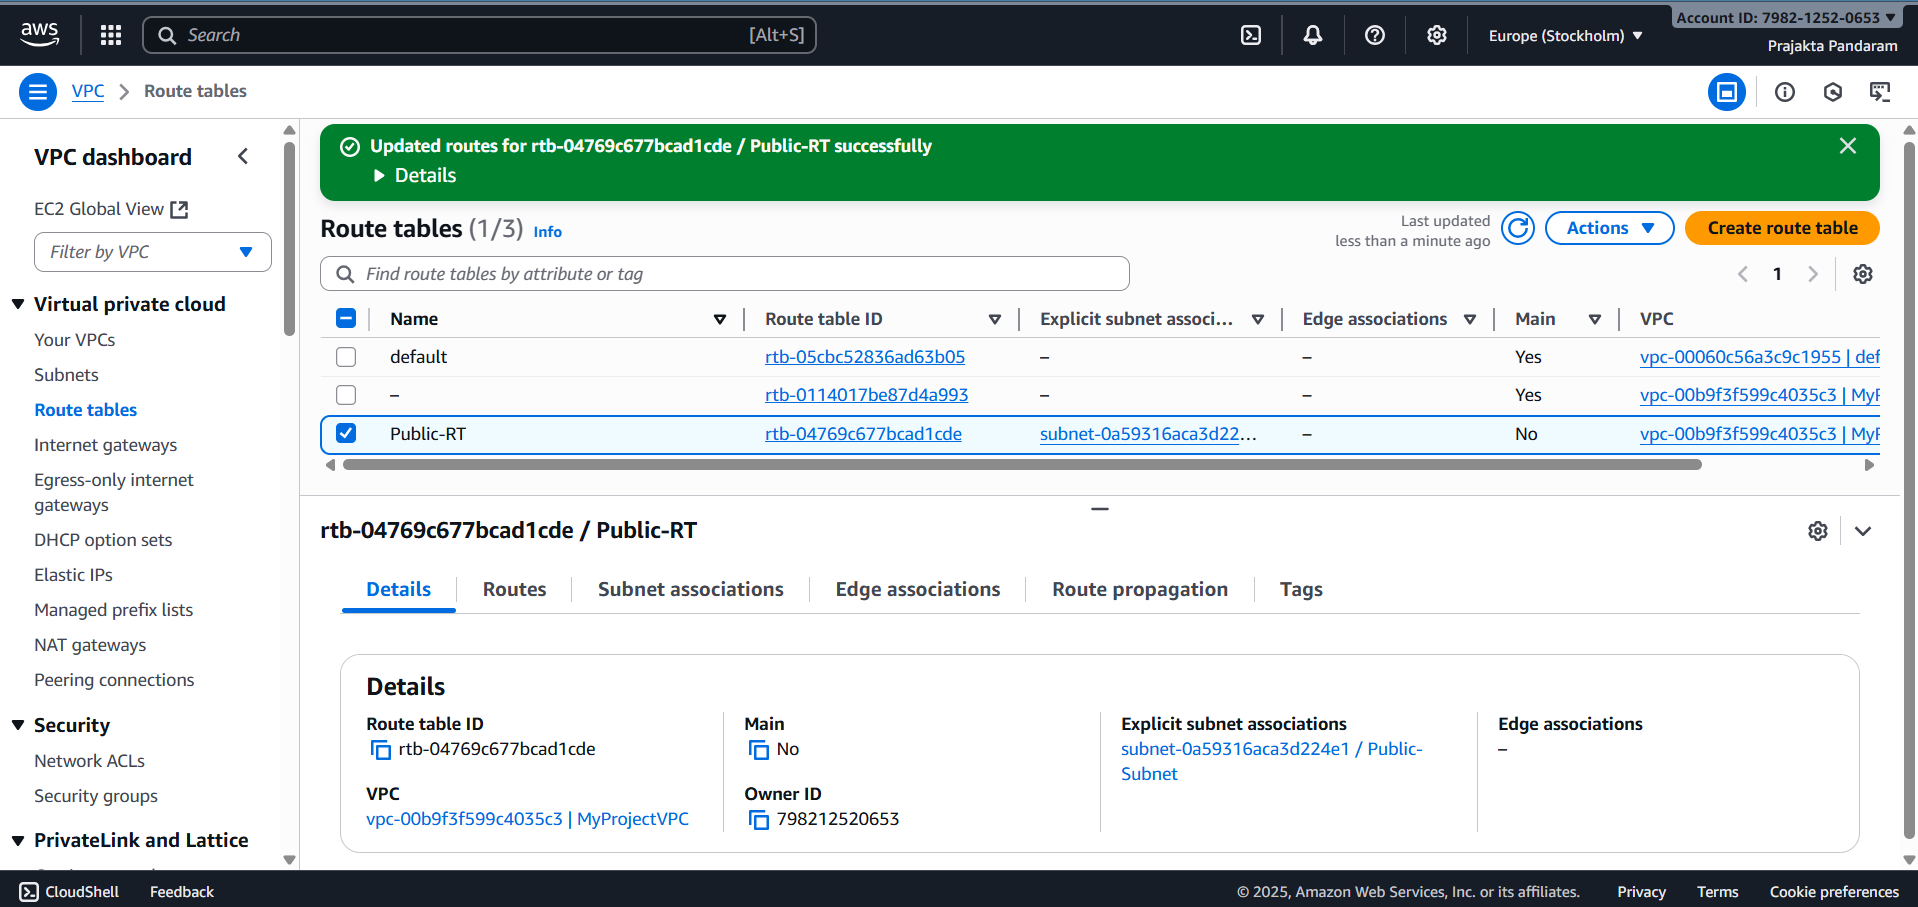 aws
Search
[Alt+S]
Europe (Stockholm)
Account ID: 7982-1252-0653
Prajakta Pandaram
VPC
Route tables
VPC dashboard
EC2 Global View
Filter by VPC
Virtual private cloud
Your VPCs
Subnets
Route tables
Internet gateways
Egress-only internet
gateways
DHCP option sets
Elastic IPs
Managed prefix lists
NAT gateways
Peering connections
Security
Network ACLs
Security groups
PrivateLink and Lattice
Updated routes for rtb-04769c677bcad1cde / Public-RT successfully
Details
Route tables (1/3) Info
Last updated
less than a minute ago
Actions
Create route table
Find route tables by attribute or tag
1
Name Route table ID Explicit subnet associ... Edge associations Main VPC
default rtb-05cbc52836ad63b05 – – Yes vpc-00060c56a3c9c1955 | def
– rtb-0114017be87d4a993 – – Yes vpc-00b9f3f599c4035c3 | MyP
Public-RT rtb-04769c677bcad1cde subnet-0a59316aca3d22... – No vpc-00b9f3f599c4035c3 | MyP
rtb-04769c677bcad1cde / Public-RT
Details Routes Subnet associations Edge associations Route propagation Tags
Details
Route table ID
rtb-04769c677bcad1cde
VPC
vpc-00b9f3f599c4035c3 | MyProjectVPC
Main
No
Owner ID
798212520653
Explicit subnet associations
subnet-0a59316aca3d224e1 / Public-
Subnet
Edge associations
–
CloudShell
Feedback
© 2025, Amazon Web Services, Inc. or its affiliates.
Privacy
Terms
Cookie preferences